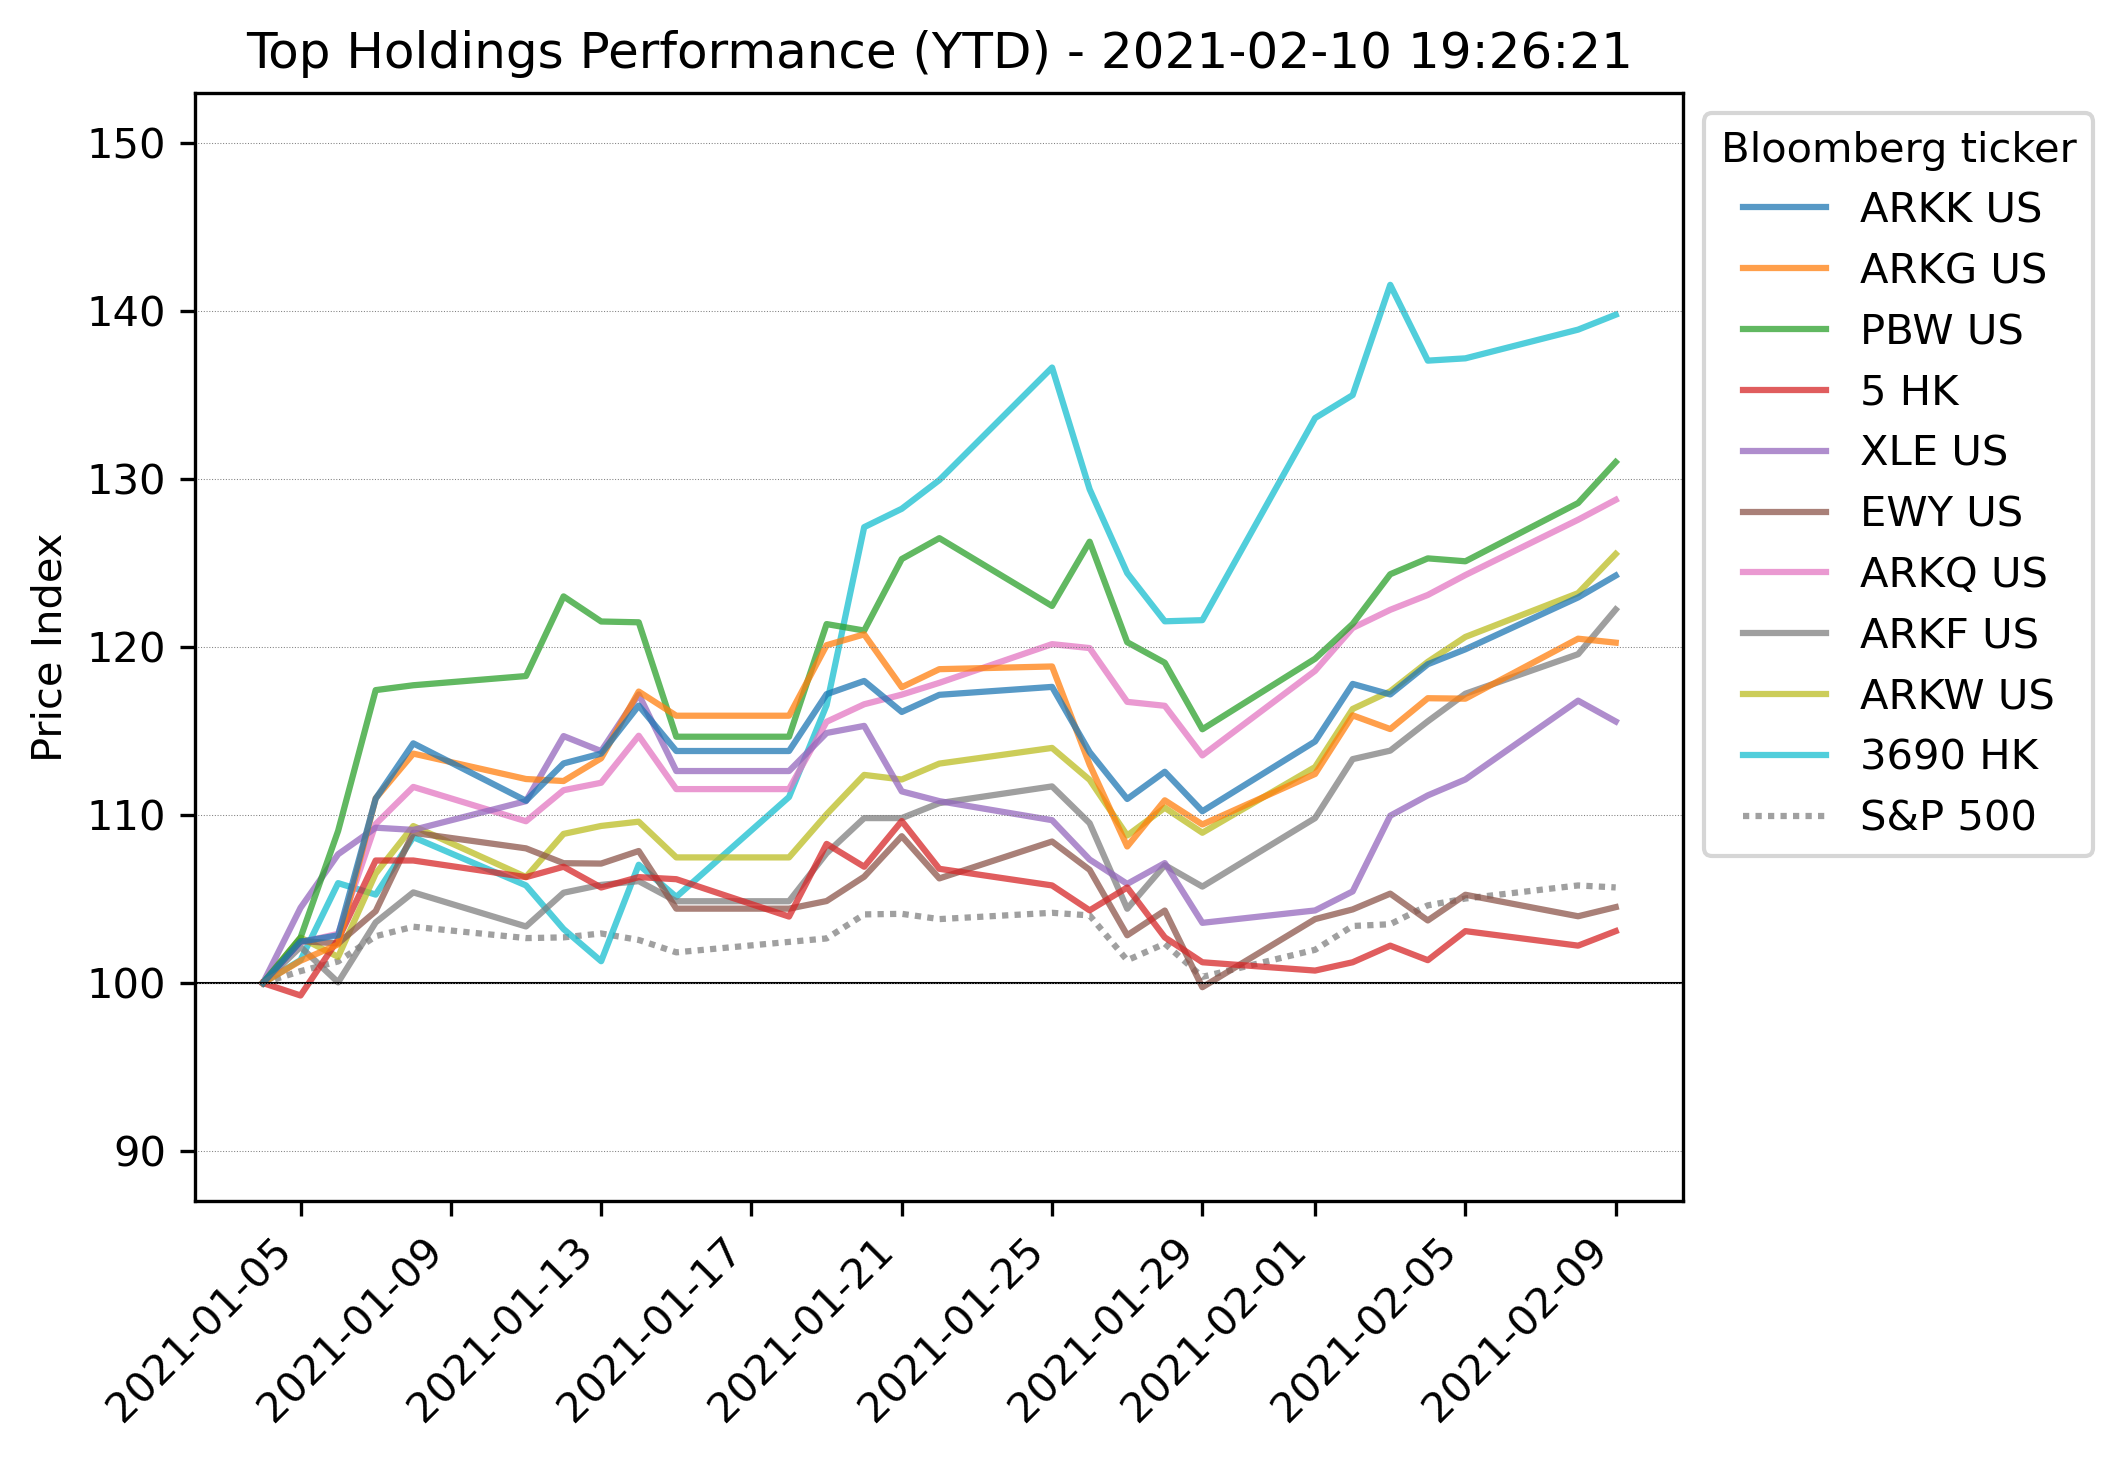 Top Holdings Performance (YTD) - 2021-02-10 19:26:21
Price Index
150
140
130
120
110
100
90
2021-01-05
2021-01-09
2021-01-13
2021-01-17
2021-01-21
2021-01-25
2021-01-29
2021-02-01
2021-02-05
2021-02-09
Bloomberg ticker
ARKK US
ARKG US
PBW US
5 HK
XLE US
EWY US
ARKQ US
ARKF US
ARKW US
3690 HK
S&P 500